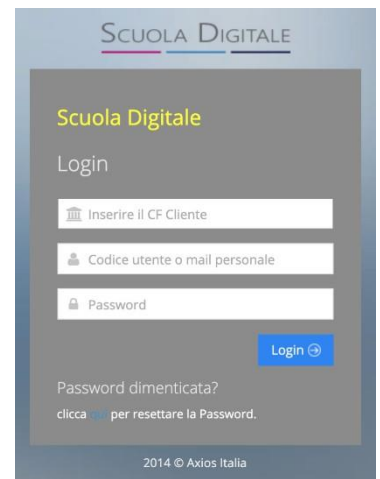 SCUOLA DIGITALE
Scuola Digitale
Login
Inserire il CF Cliente
Codice utente o mail personale
Password
Login
Password dimenticata?
clicca qui per resettare la Password.
2014 © Axios Italia